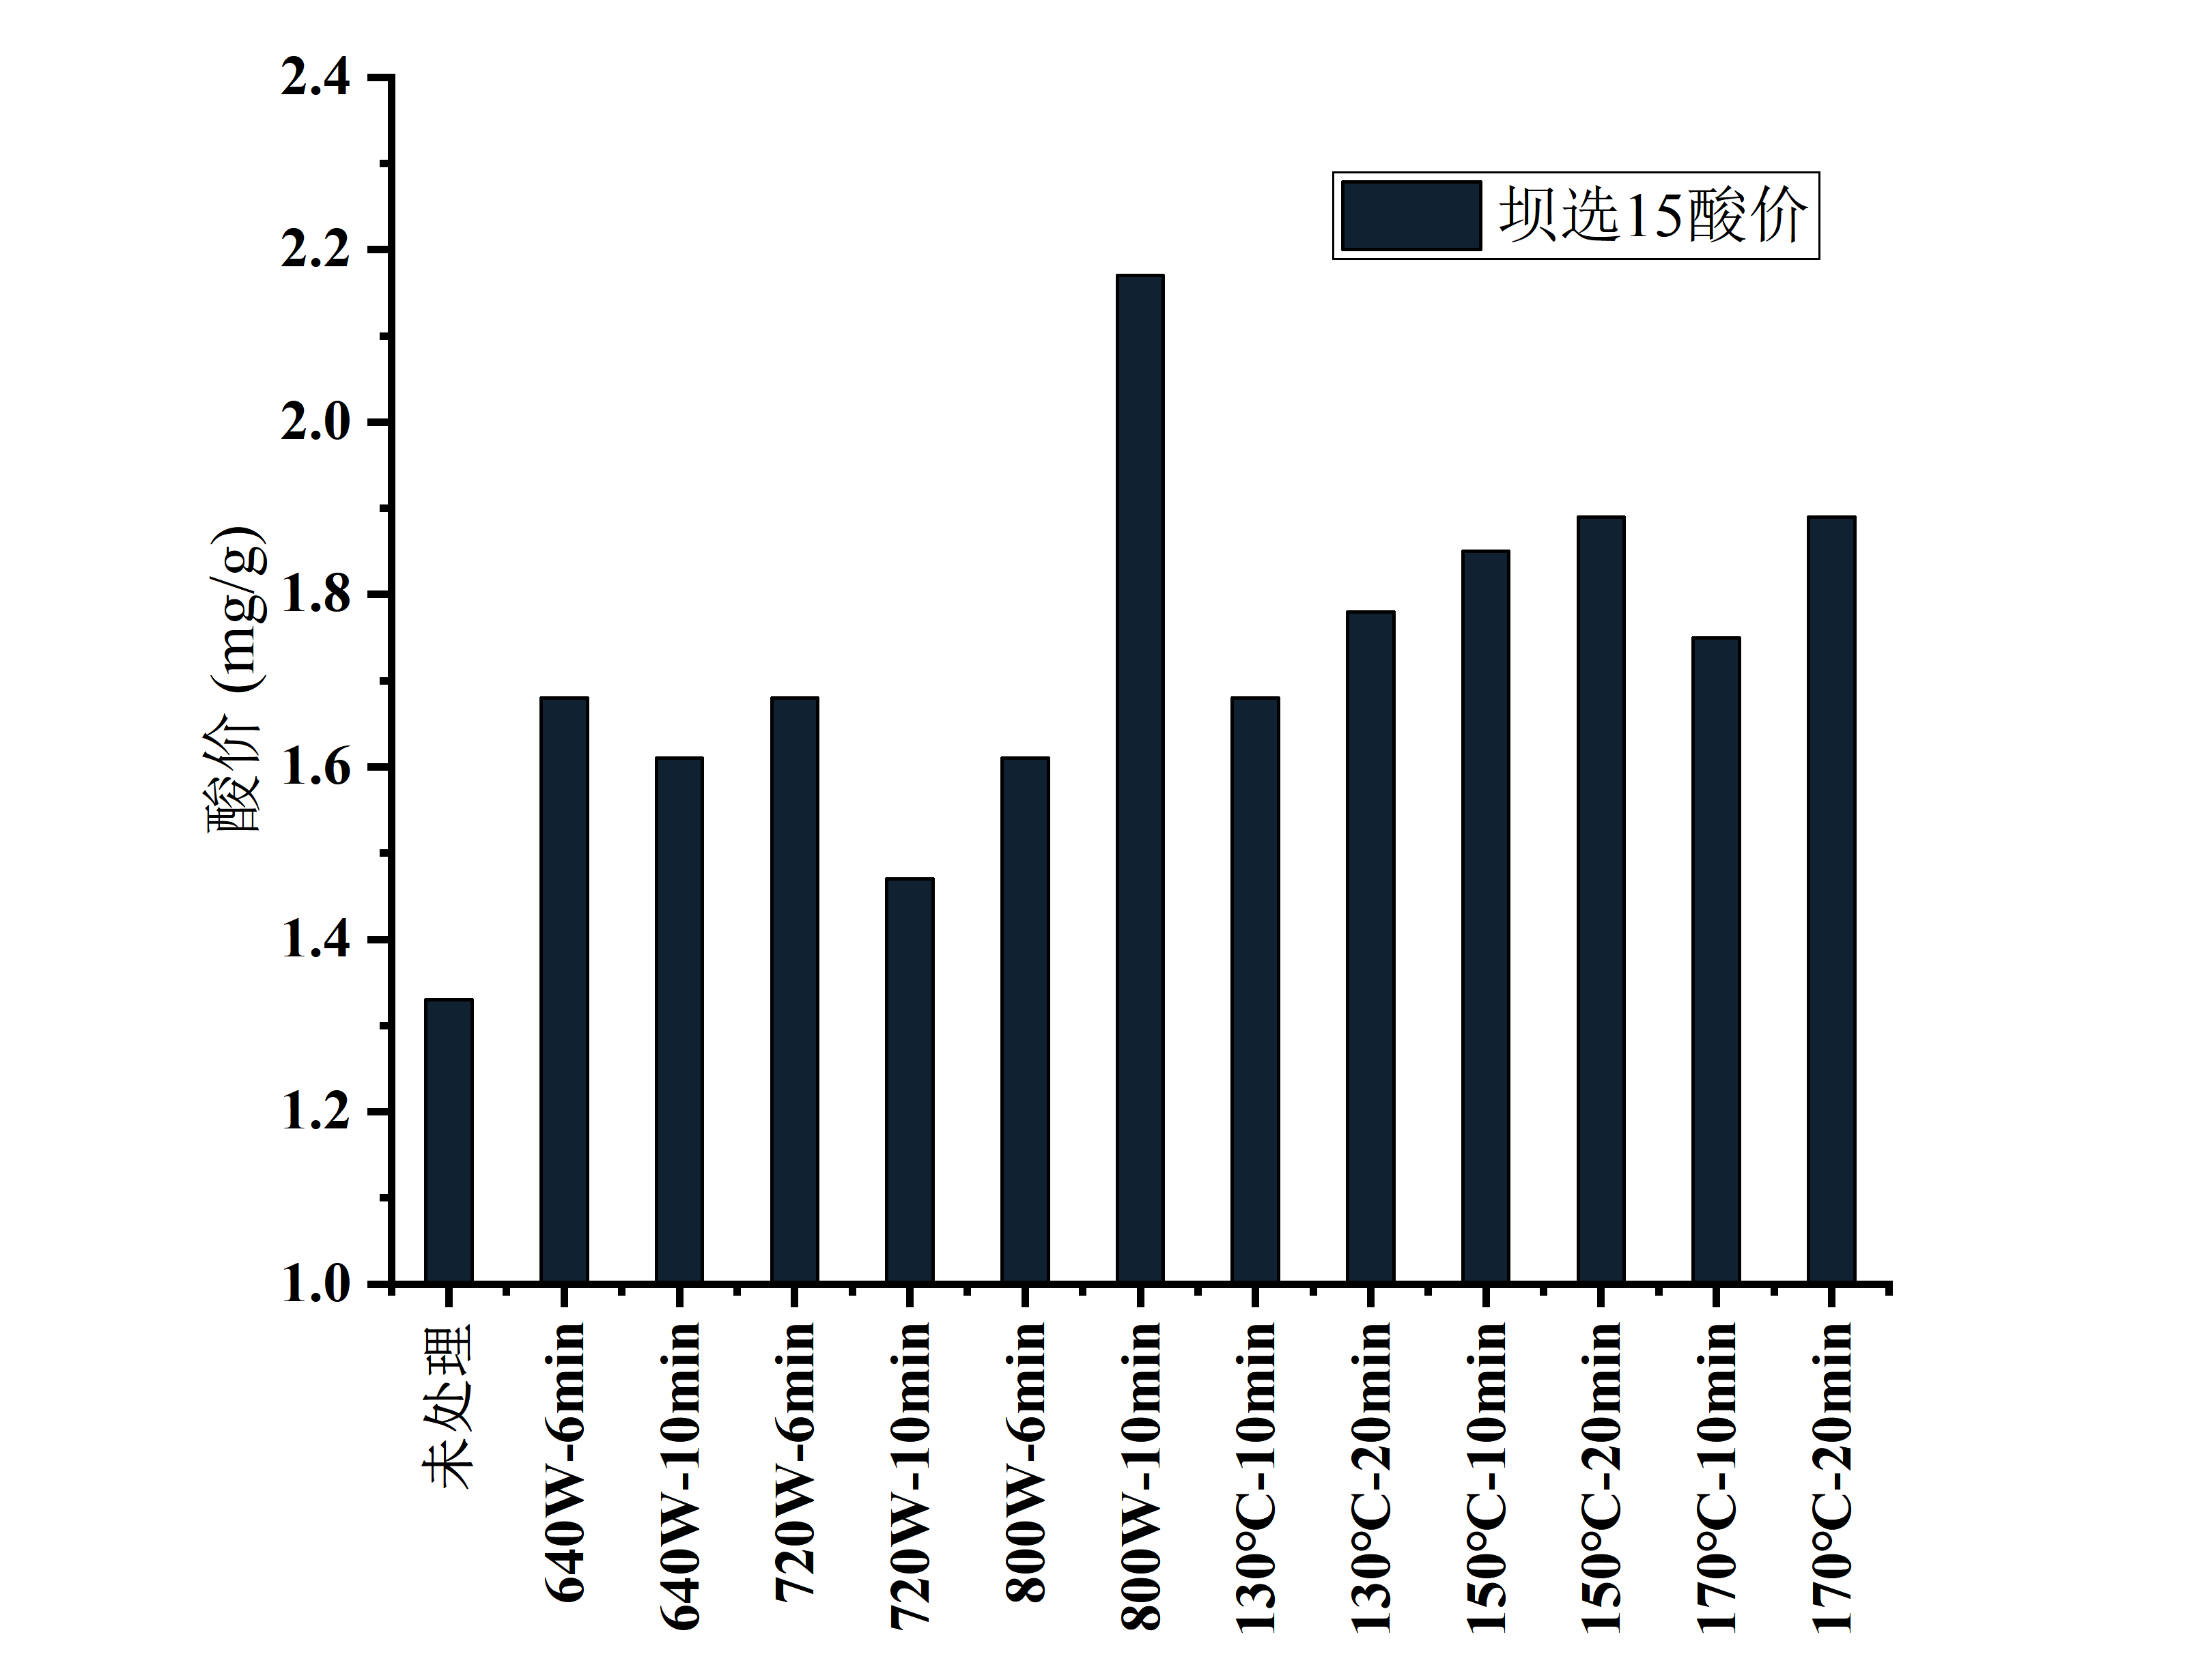 2.4
2.2
2.0
1.8
1.6
1.4
1.2
1.0
酸价 (mg/g)
坝选15酸价
未处理
640W-6min
640W-10min
720W-6min
720W-10min
800W-6min
800W-10min
130°C-10min
130°C-20min
150°C-10min
150°C-20min
170°C-10min
170°C-20min